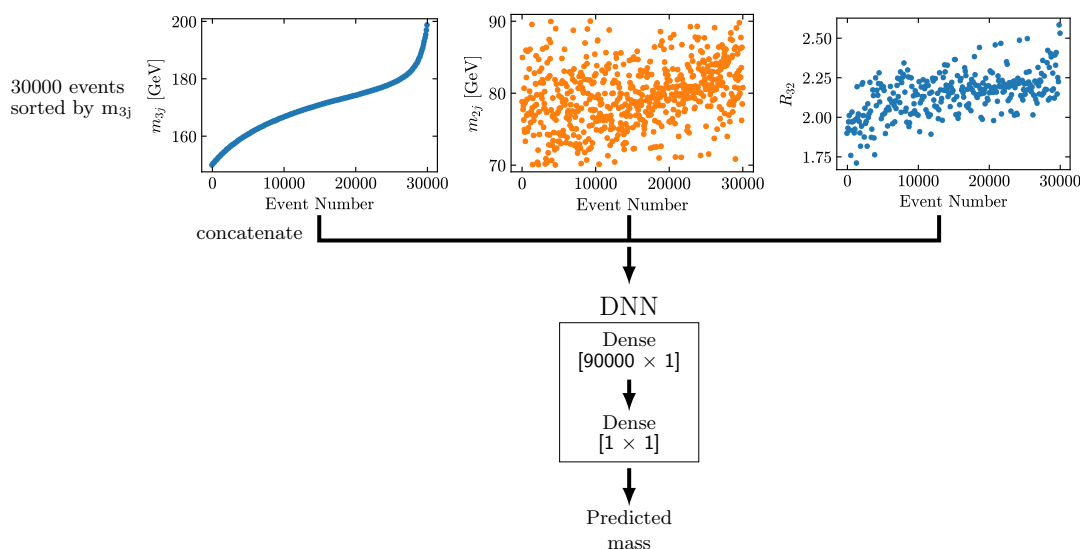 30000 events
sorted by m3j
200
180
160
m3j [GeV]
0 10000 20000 30000
Event Number
90
80
70
m2j [GeV]
0 10000 20000 30000
Event Number
2.50
2.25
2.00
1.75
R32
0 10000 20000 30000
Event Number
concatenate
DNN
Dense
[90000 × 1]
Dense
[1 × 1]
Predicted
mass